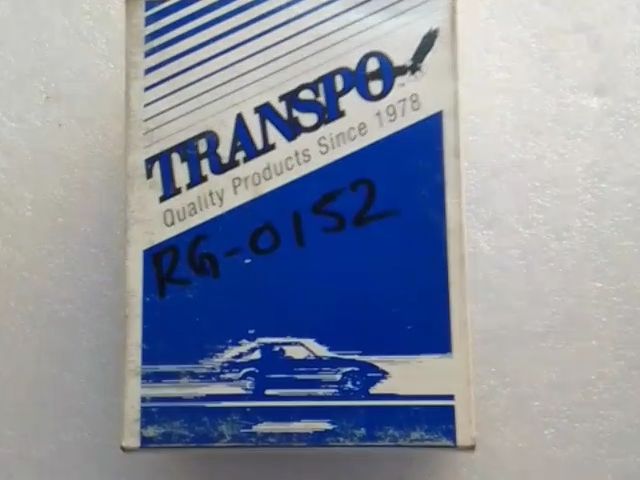 TRANSPO
Quality Products Since 1978
RG-0152